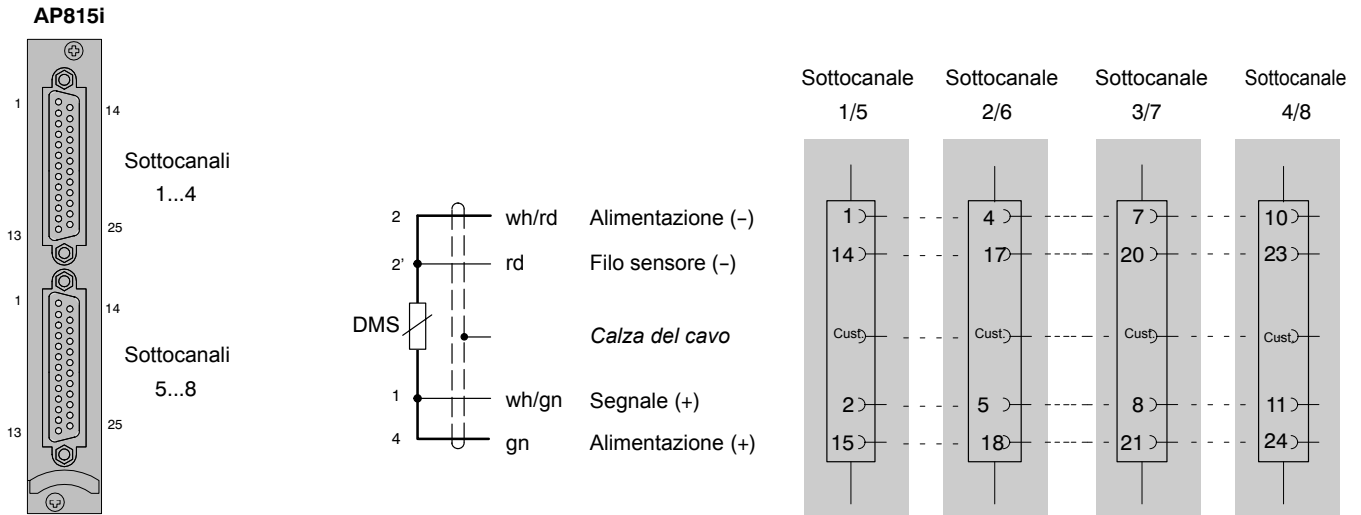 AP815i
1
14
Sottocanali
1...4
13
25
1
14
Sottocanali
5...8
13
25
2 wh/rd Alimentazione (–)
2' rd Filo sensore (–)
DMS
Calza del cavo
1 wh/gn Segnale (+)
4 gn Alimentazione (+)
Sottocanale Sottocanale Sottocanale Sottocanale
1/5 2/6 3/7 4/8
1 4 7 10
14 17 20 23
Cust. Cust. Cust. Cust.
2 5 8 11
15 18 21 24